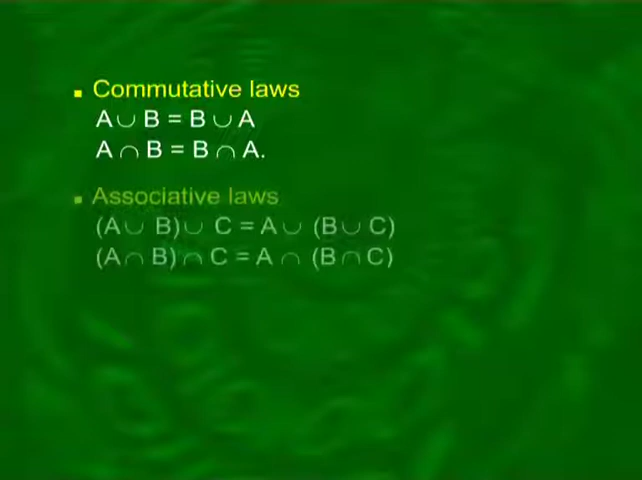 ▪ Commutative laws
A ∪ B = B ∪ A
A ∩ B = B ∩ A.
▪ Associative laws
(A ∪ B) ∪ C = A ∪ (B ∪ C)
(A ∩ B) ∩ C = A ∩ (B ∩ C)